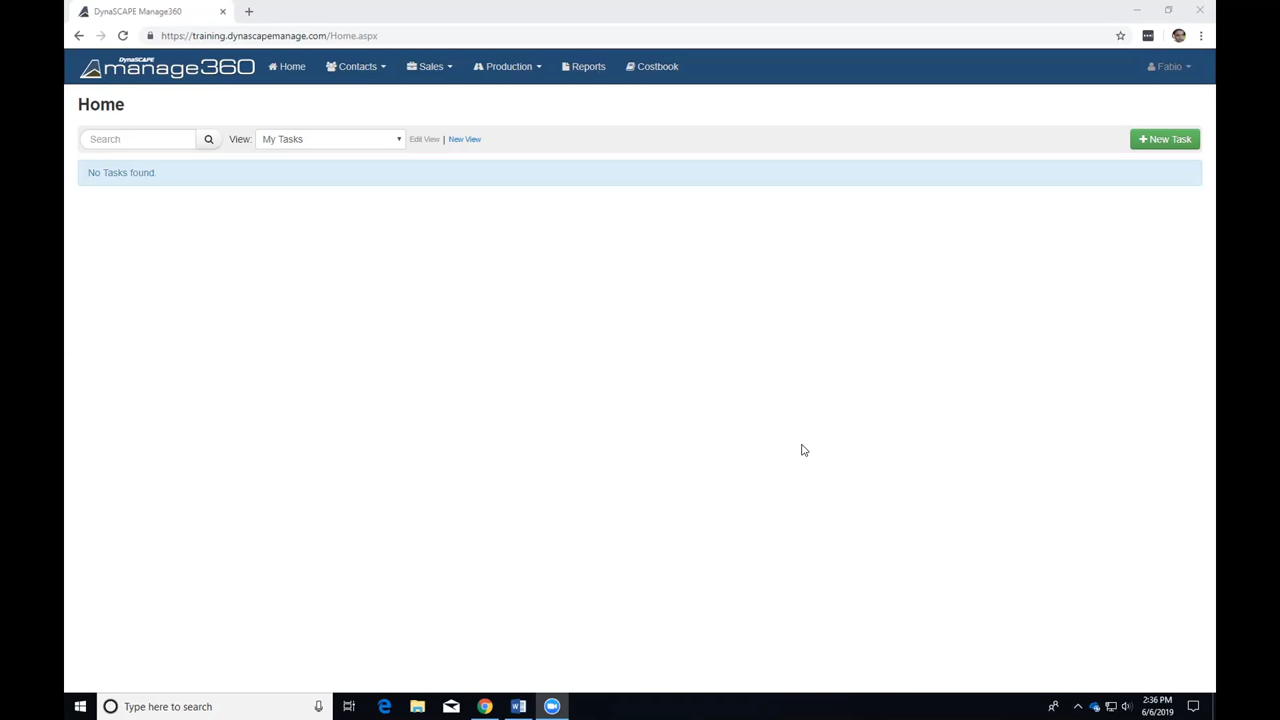 DynaSCAPE Manage360
https://training.dynascapemanage.com/Home.aspx
DynaSCAPE
manage360
Home
Contacts
Sales
Production
Reports
Costbook
Fabio
Home
Search
View:
My Tasks
Edit View | New View
New Task
No Tasks found.
Type here to search
2:36 PM
6/6/2019